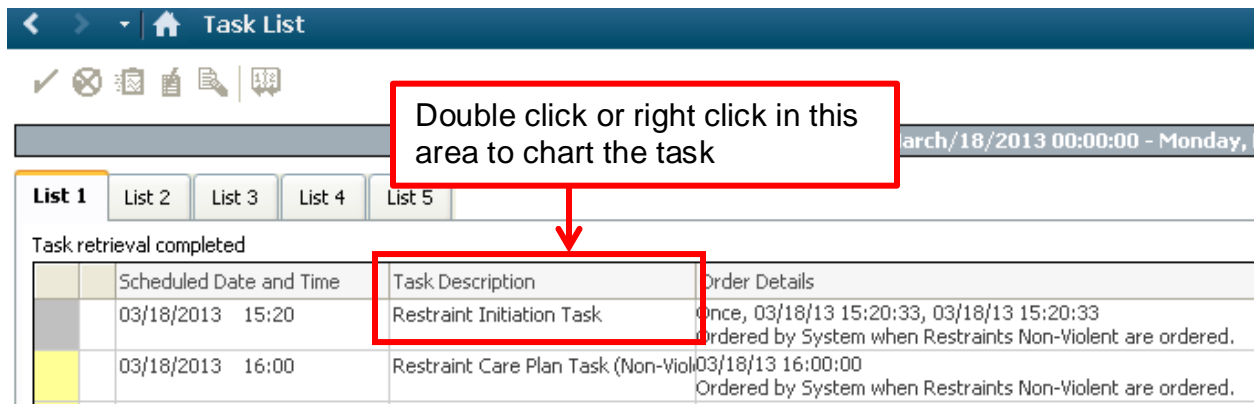 Task List
Double click or right click in this
area to chart the task
arch/18/2013 00:00:00 - Monday,
List 1 List 2 List 3 List 4 List 5
Task retrieval completed
Scheduled Date and Time Task Description Order Details
03/18/2013 15:20 Restraint Initiation Task Once, 03/18/13 15:20:33, 03/18/13 15:20:33
Ordered by System when Restraints Non-Violent are ordered.
03/18/2013 16:00 Restraint Care Plan Task (Non-Viol 03/18/13 16:00:00
Ordered by System when Restraints Non-Violent are ordered.